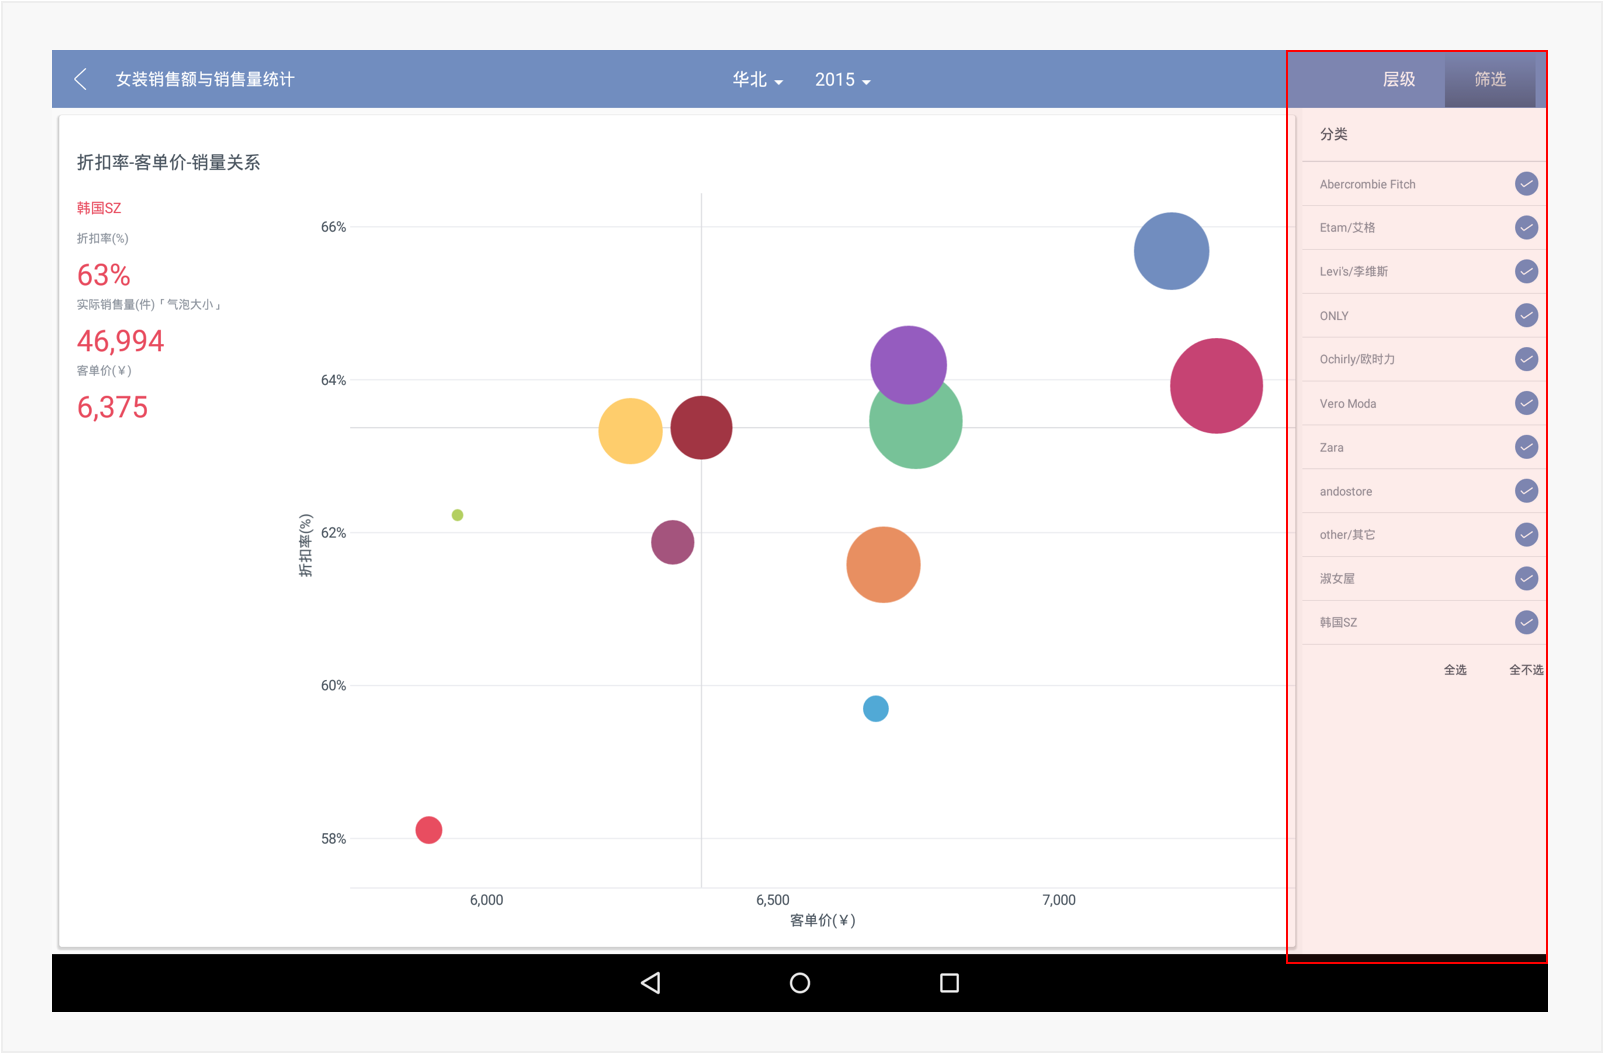 女装销售额与销售量统计
华北
2015
层级
筛选
折扣率-客单价-销量关系
韩国SZ
折扣率(%)
63%
实际销售量(件)「气泡大小」
46,994
客单价(¥)
6,375
66%
64%
62%
60%
58%
折扣率(%)
6,000
6,500
7,000
客单价(¥)
分类
Abercrombie Fitch
Etam/艾格
Levi's/李维斯
ONLY
Ochirly/欧时力
Vero Moda
Zara
andostore
other/其它
淑女屋
韩国SZ
全选
全不选